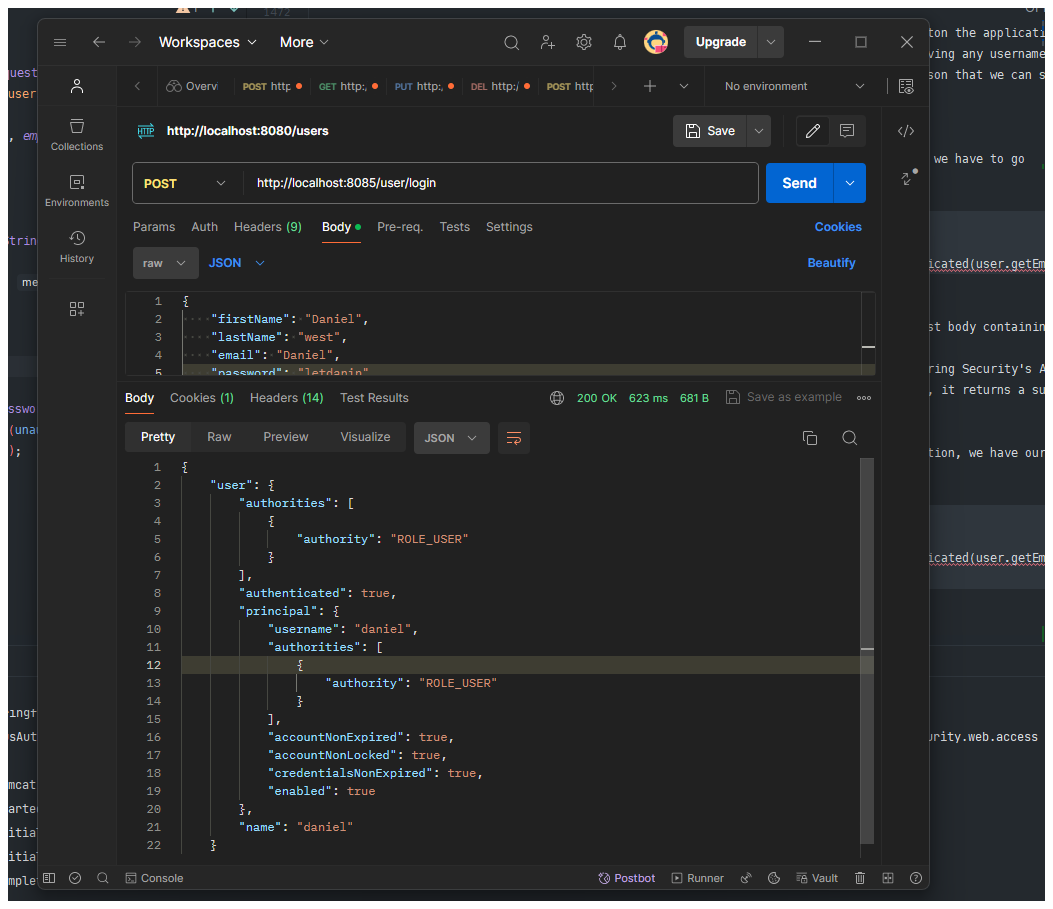 1472
Workspaces
More
Upgrade
Overvi
POST http
GET http:,
PUT http:,
DEL http:/
POST http
No environment
http://localhost:8080/users
Save
POST
http://localhost:8085/user/login
Send
Collections
Environments
History
Params
Auth
Headers (9)
Body
Pre-req.
Tests
Settings
Cookies
raw
JSON
Beautify
1 {
2 "firstName": "Daniel",
3 "lastName": "west",
4 "email": "Daniel",
5 "password": "letdanin"
Body
Cookies (1)
Headers (14)
Test Results
200 OK
623 ms
681 B
Save as example
Pretty
Raw
Preview
Visualize
JSON
1 {
2 "user": {
3 "authorities": [
4 {
5 "authority": "ROLE_USER"
6 }
7 ],
8 "authenticated": true,
9 "principal": {
10 "username": "daniel",
11 "authorities": [
12 {
13 "authority": "ROLE_USER"
14 }
15 ],
16 "accountNonExpired": true,
17 "accountNonLocked": true,
18 "credentialsNonExpired": true,
19 "enabled": true
20 },
21 "name": "daniel"
22 }
Console
Postbot
Runner
Vault
quest
user
, em
Strin
me
sswo
(una
);
ringf
sAut
mcat
arte
itial
itial
mple
ton the applicati
ving any username
son that we can s
we have to go
icated(user.getEm
st body containin
ring Security's A
, it returns a su
tion, we have our
icated(user.getEm
urity.web.access